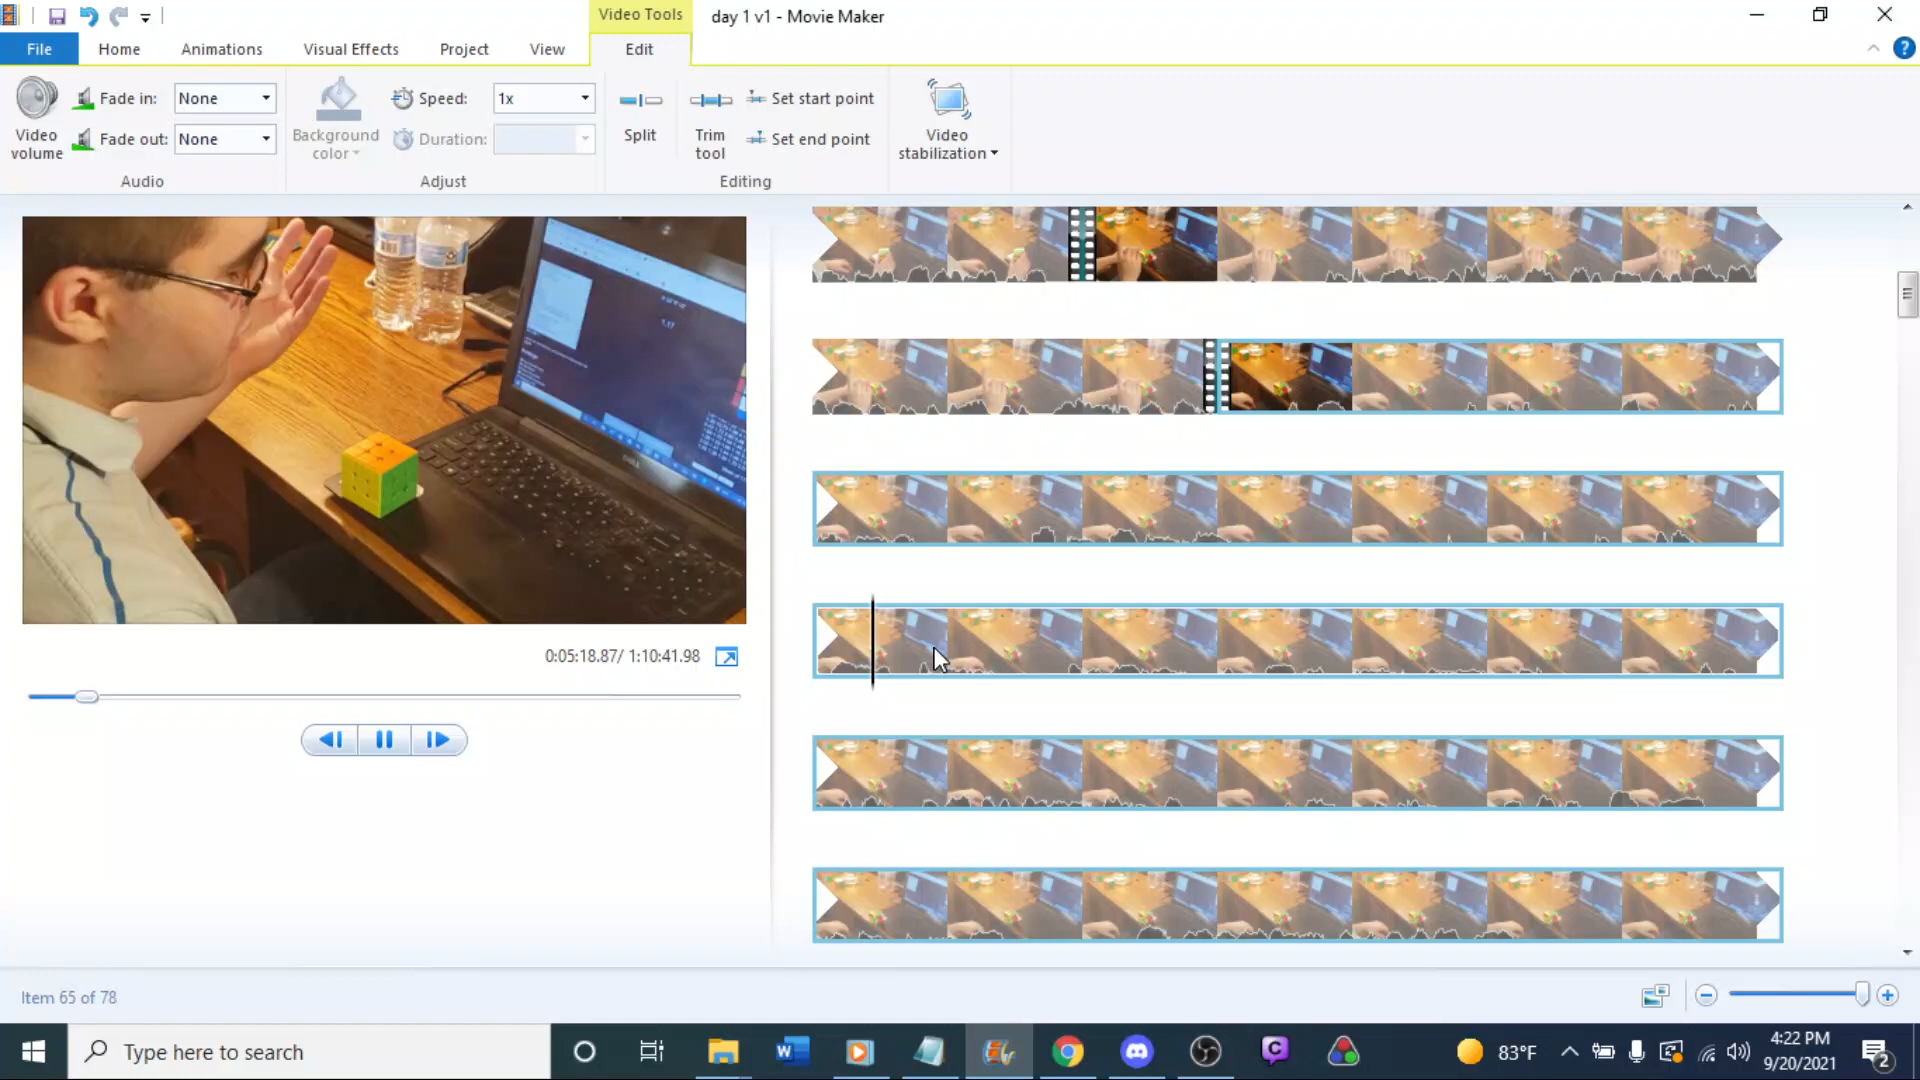 Video Tools
day 1 v1 - Movie Maker
File
Home
Animations
Visual Effects
Project
View
Edit
Video volume
Fade in:
None
Fade out:
None
Audio
Background color
Speed:
1x
Duration:
Adjust
Split
Trim tool
Set start point
Set end point
Editing
Video stabilization
DELL
0:05:18.87/ 1:10:41.98
Item 65 of 78
Type here to search
83°F
4:22 PM
9/20/2021
2